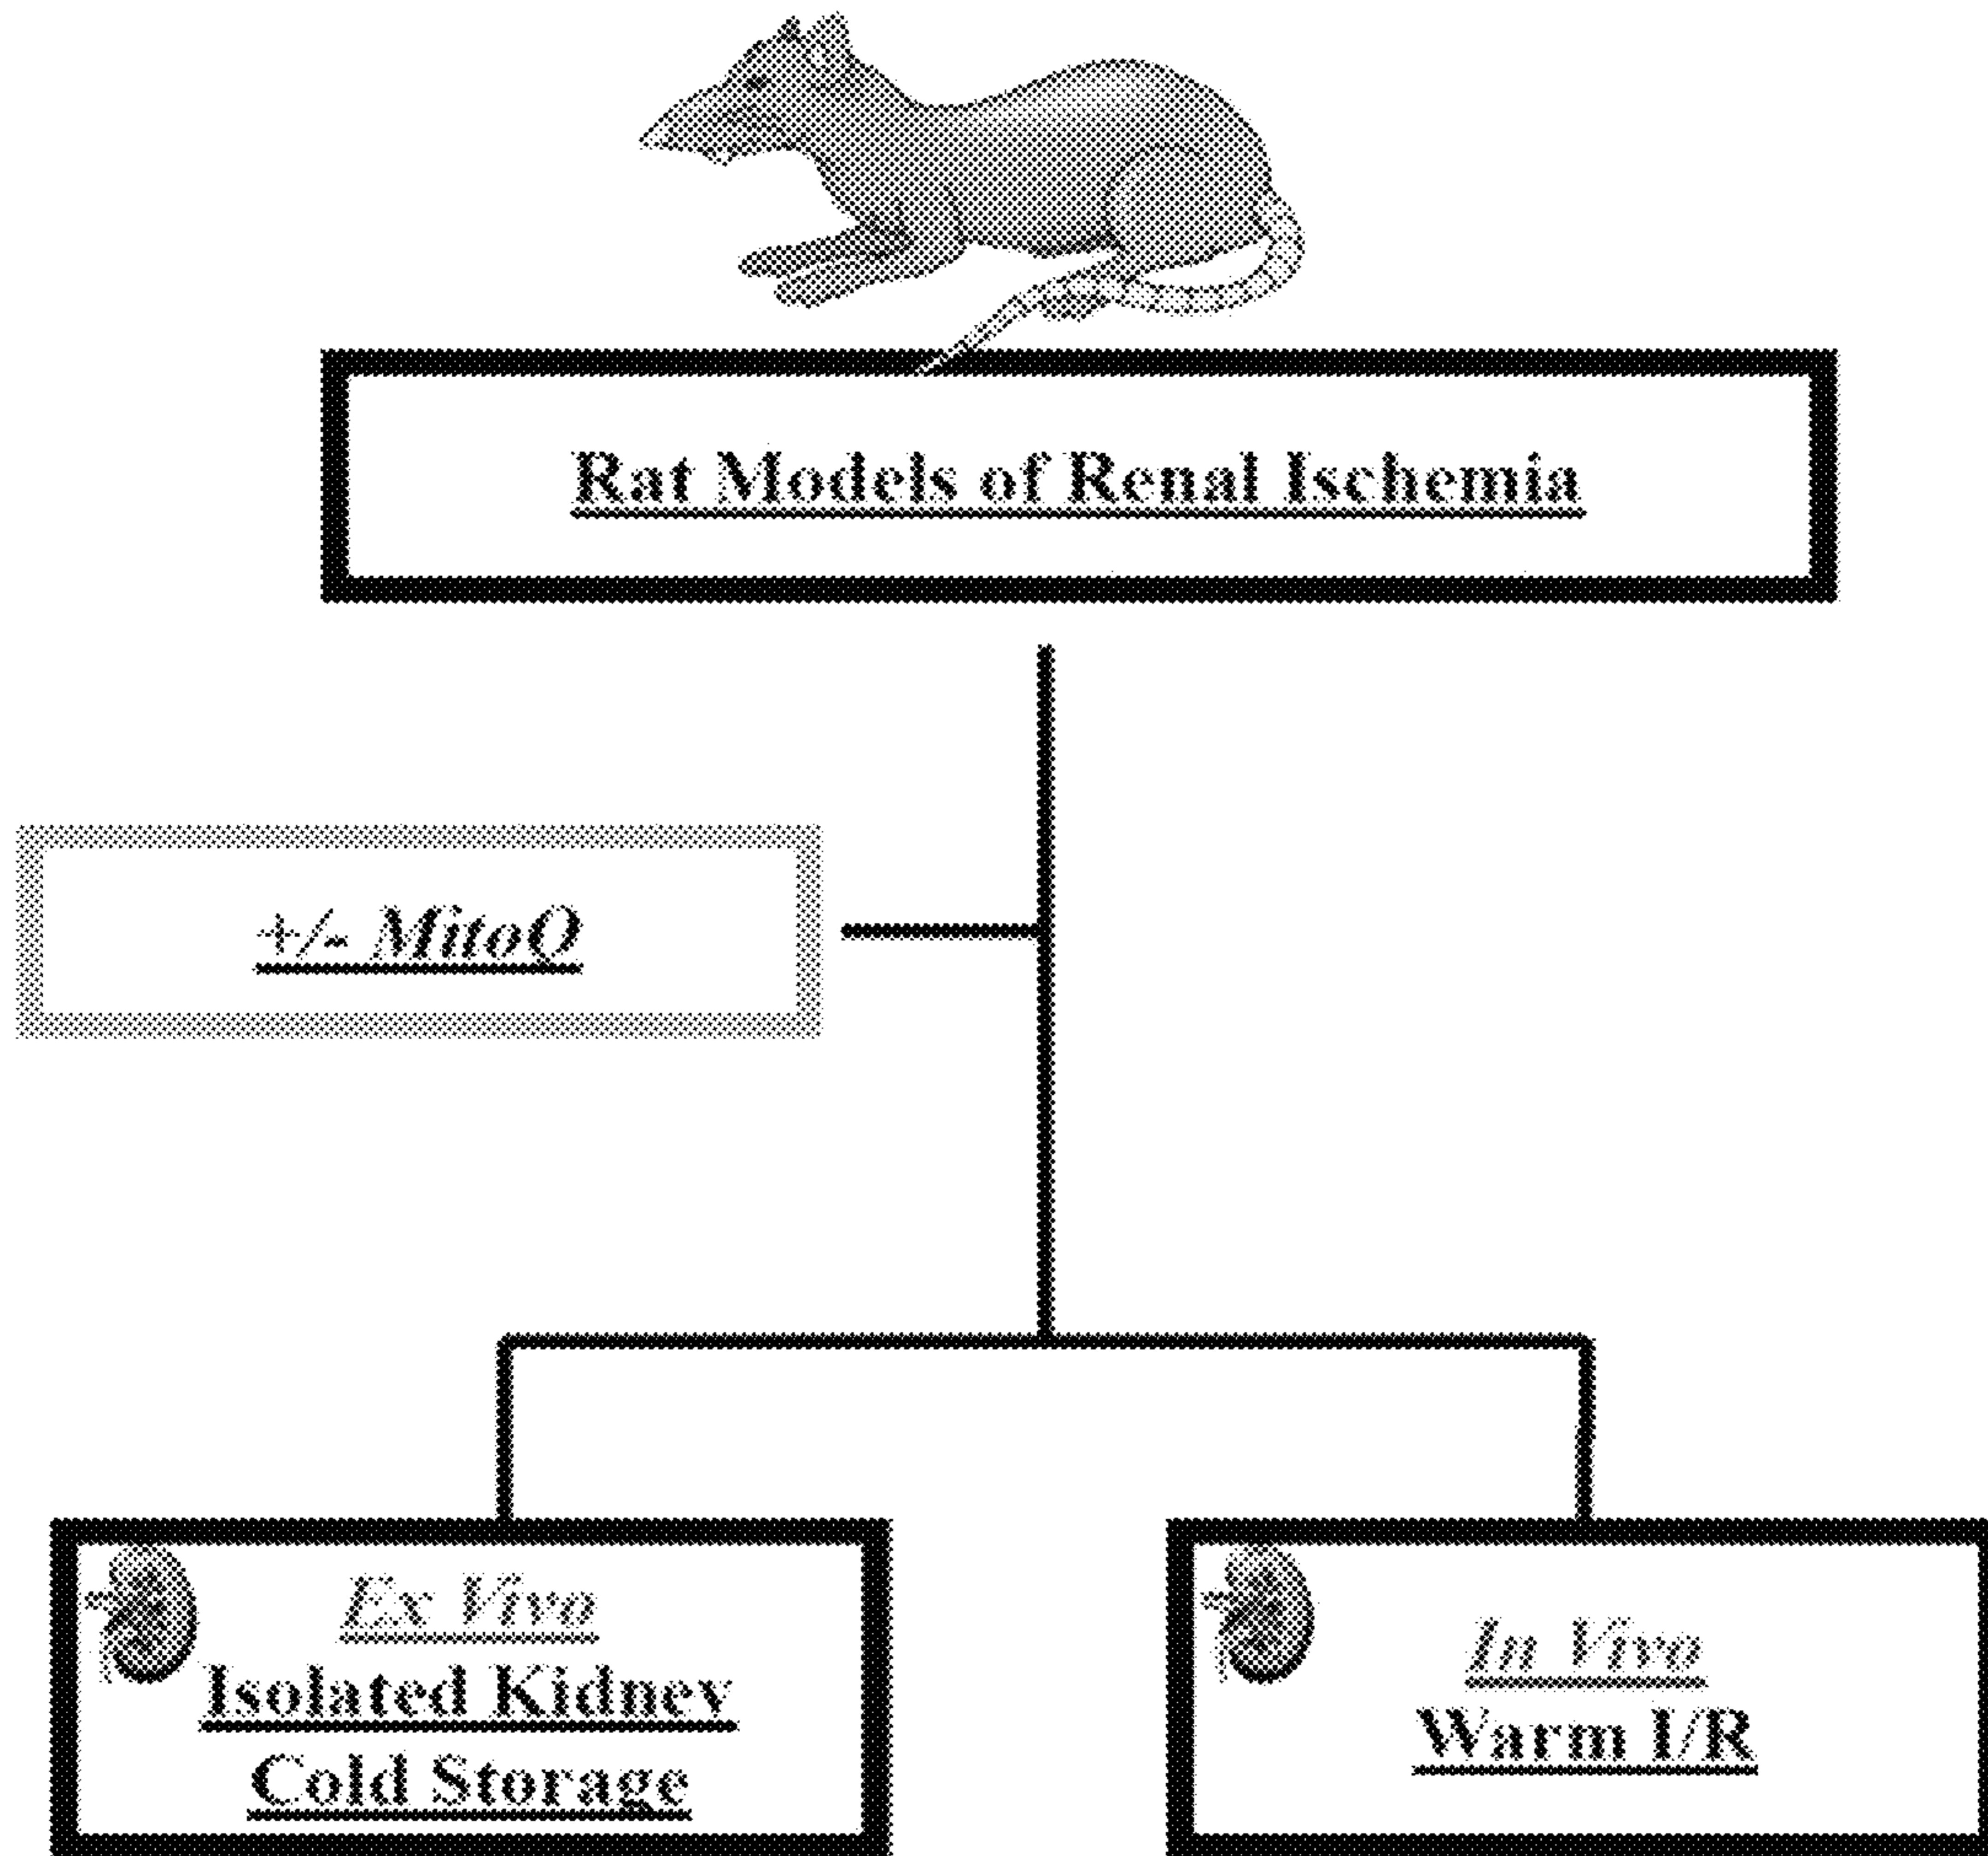 Rat Models of Renal Ischemia
+/- MitoQ
Ex Vivo
Isolated Kidney
Cold Storage
In Vivo
Warm I/R